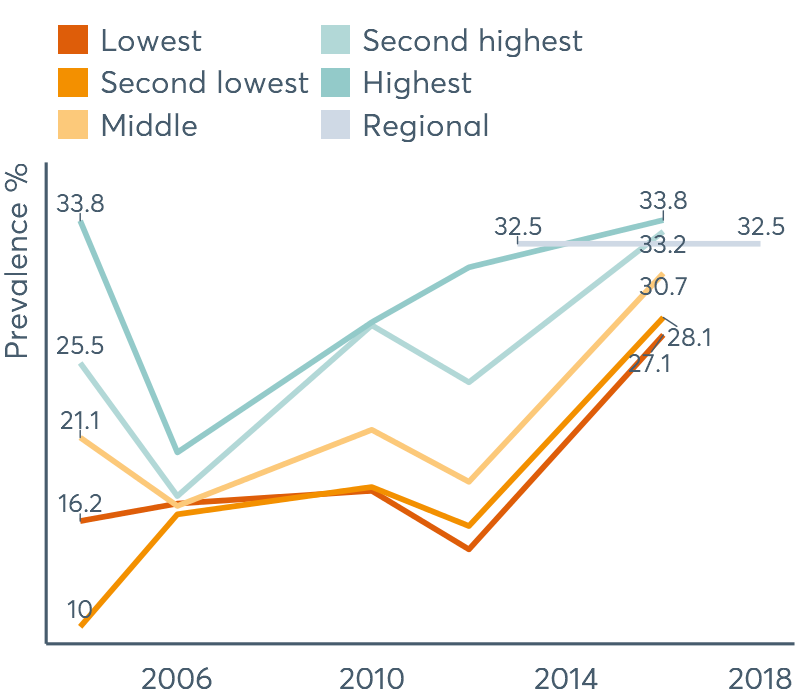 Lowest
Second highest
Second lowest
Highest
Middle
Regional
Prevalence %
33.8
33.8
32.5
32.5
33.2
30.7
25.5
28.1
27.1
21.1
16.2
10
2006
2010
2014
2018